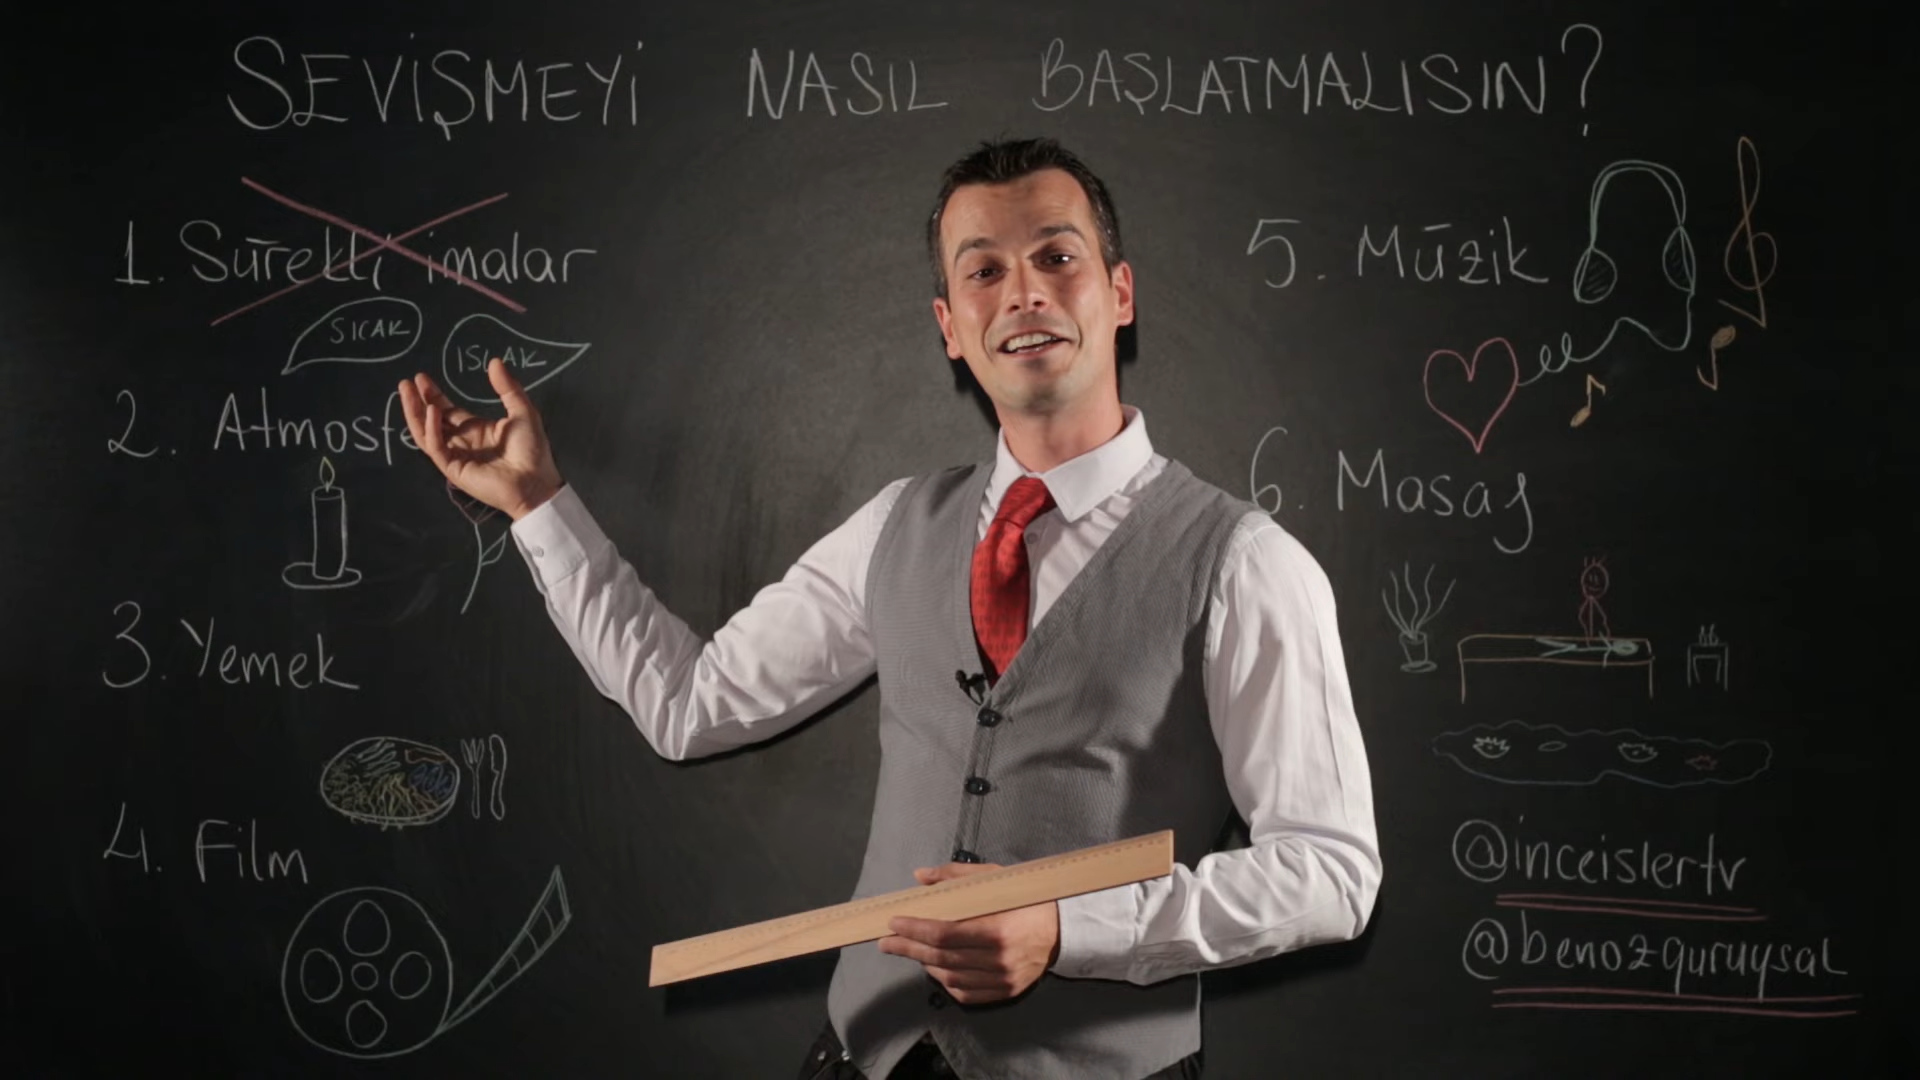 SEVİŞMEYİ NASIL BAŞLATMALISIN?
1. Sürekli imalar
SICAK
ISLAK
2. Atmosfe
3. Yemek
4. Film
5. Müzik
6. Masaj
@inceislertv
@benozguruysal